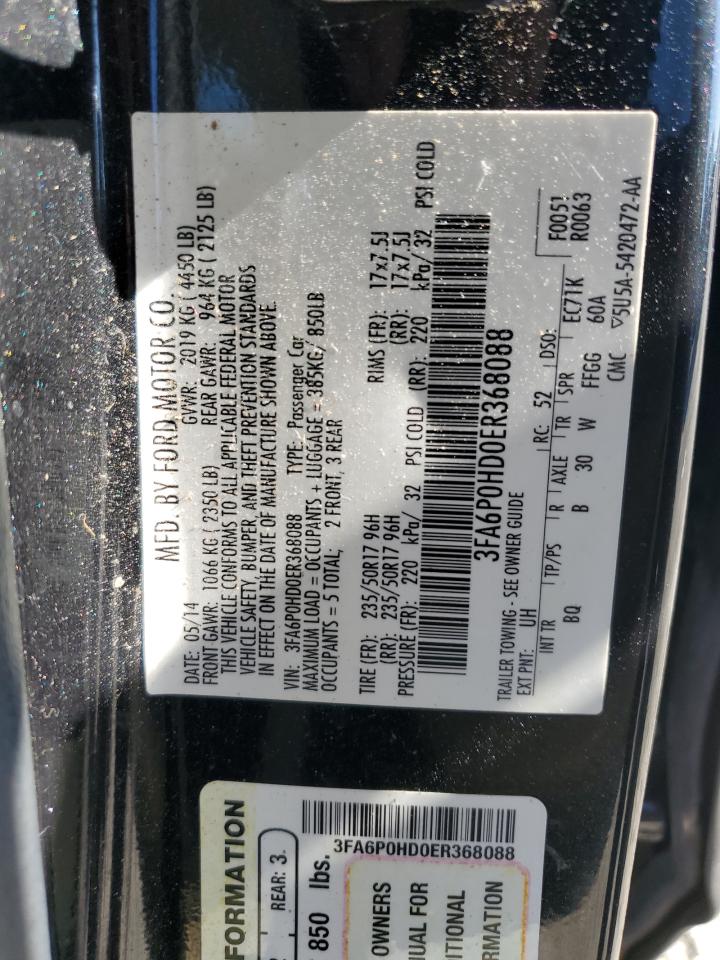 MFD. BY FORD MOTOR CO.
DATE: 05/14 GVWR: 2019 KG ( 4450 LB)
FRONT GAWR: 1066 KG ( 2350 LB) REAR GAWR: 964 KG ( 2125 LB)
THIS VEHICLE CONFORMS TO ALL APPLICABLE FEDERAL MOTOR
VEHICLE SAFETY, BUMPER, AND THEFT PREVENTION STANDARDS
IN EFFECT ON THE DATE OF MANUFACTURE SHOWN ABOVE.
VIN: 3FA6P0HD0ER368088 TYPE: Passenger Car
MAXIMUM LOAD = OCCUPANTS + LUGGAGE = 385KG/ 850LB
OCCUPANTS = 5 TOTAL; 2 FRONT, 3 REAR
TIRE (FR): 235/50R17 96H RIMS (FR): 17x7.5J
(RR): 235/50R17 96H (RR): 17x7.5J
PRESSURE (FR): 220 kPa/ 32 PSI COLD (RR): 220 kPa/ 32 PSI COLD
3FA6P0HD0ER368088
TRAILER TOWING - SEE OWNER GUIDE
EXT PNT: UH RC: 52 DSO: F0051
R0063
INT TR TP/PS R AXLE TR SPR EC71K
BQ B 30 W FFGG 60A
CMC ▽5U5A-5420472-AA
FORMATION
REAR: 3
850 lbs.
3FA6P0HD0ER368088
OWNERS
UAL FOR
ITIONAL
RMATION